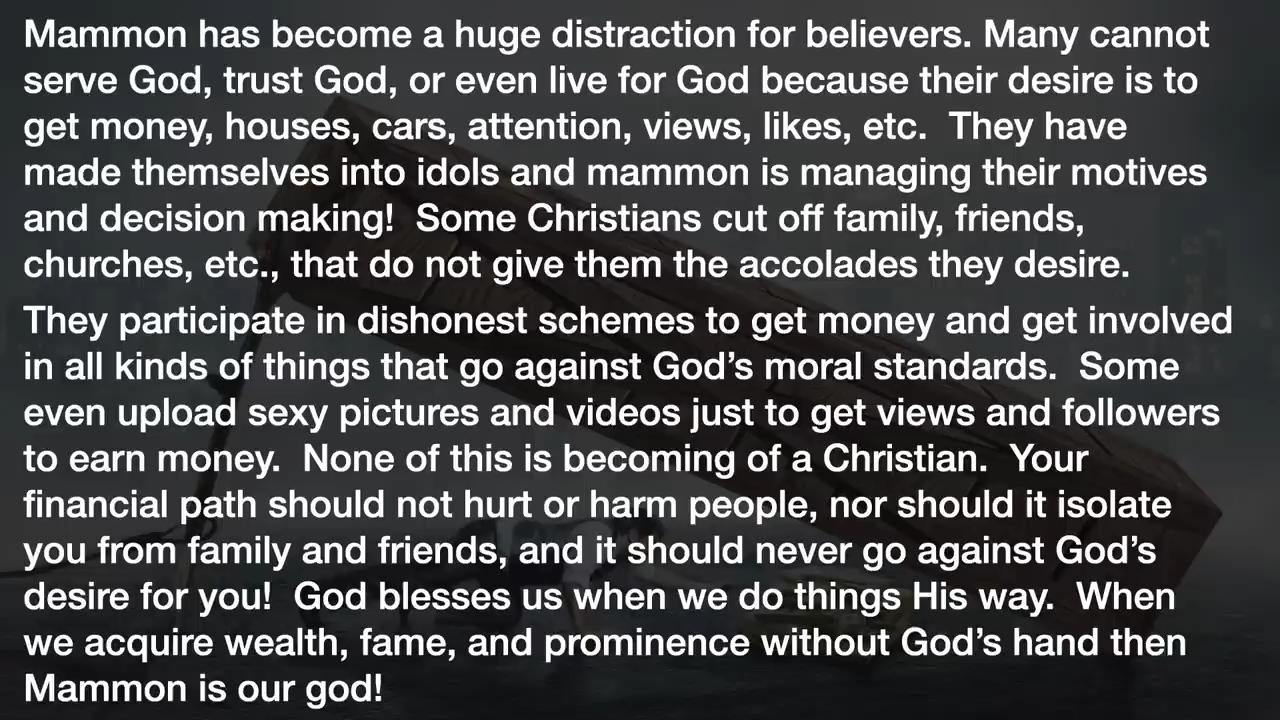 Mammon has become a huge distraction for believers. Many cannot
serve God, trust God, or even live for God because their desire is to
get money, houses, cars, attention, views, likes, etc.  They have
made themselves into idols and mammon is managing their motives
and decision making!  Some Christians cut off family, friends,
churches, etc., that do not give them the accolades they desire.
They participate in dishonest schemes to get money and get involved
in all kinds of things that go against God’s moral standards.  Some
even upload sexy pictures and videos just to get views and followers
to earn money.  None of this is becoming of a Christian.  Your
financial path should not hurt or harm people, nor should it isolate
you from family and friends, and it should never go against God’s
desire for you!  God blesses us when we do things His way.  When
we acquire wealth, fame, and prominence without God’s hand then
Mammon is our god!